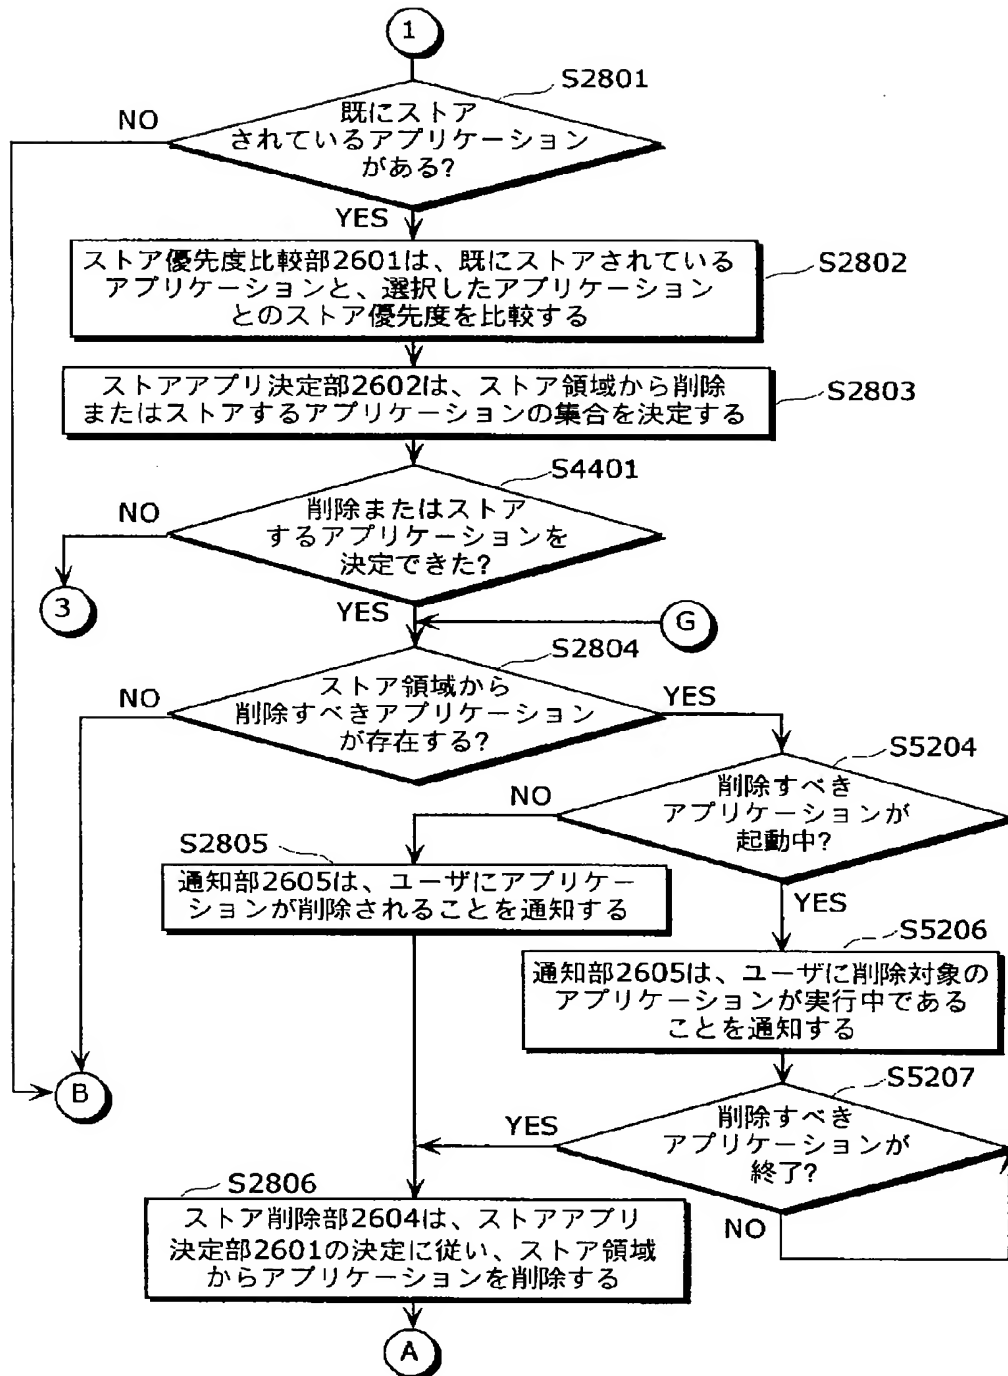 1
S2801
NO
既にストア
されているアプリケーション
がある?
YES
ストア優先度比較部2601は、既にストアされている
アプリケーションと、選択したアプリケーション
とのストア優先度を比較する
S2802
ストアアプリ決定部2602は、ストア領域から削除
またはストアするアプリケーションの集合を決定する
S2803
S4401
NO
削除またはストア
するアプリケーションを
決定できた?
3
YES
G
S2804
NO
ストア領域から
削除すべきアプリケーション
が存在する?
YES
S5204
NO
削除すべき
アプリケーションが
起動中?
S2805
通知部2605は、ユーザにアプリケー
ションが削除されることを通知する
YES
S5206
通知部2605は、ユーザに削除対象の
アプリケーションが実行中である
ことを通知する
B
S5207
YES
削除すべき
アプリケーションが
終了?
NO
S2806
ストア削除部2604は、ストアアプリ
決定部2601の決定に従い、ストア領域
からアプリケーションを削除する
A